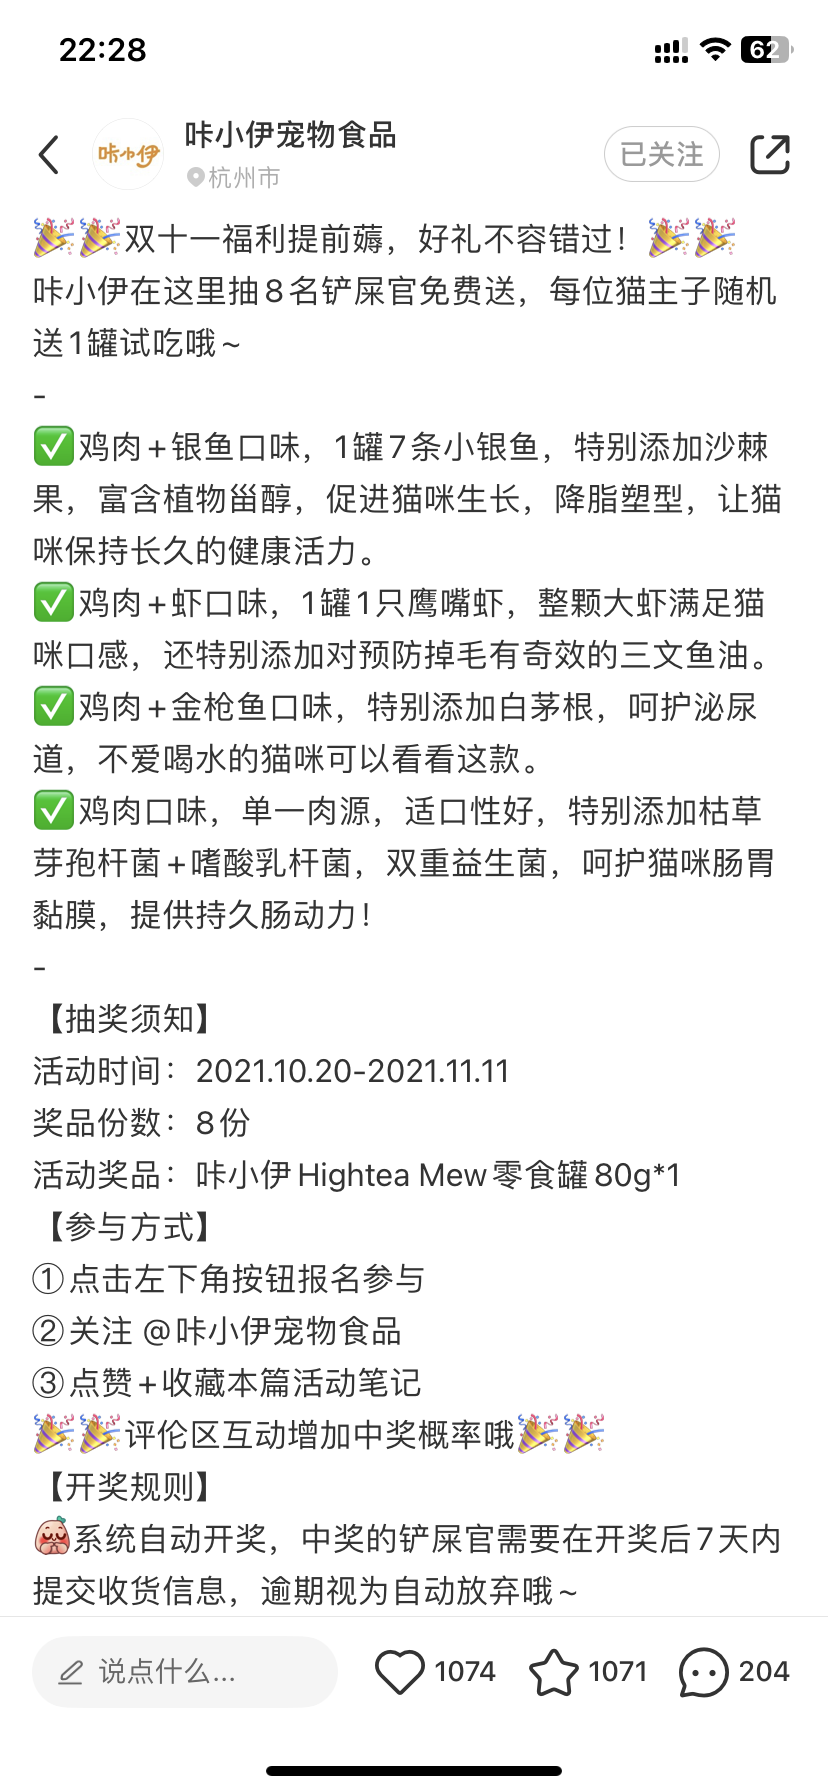 22:28
62
咔小伊
咔小伊宠物食品
杭州市
已关注
🎉🎉双十一福利提前薅，好礼不容错过！🎉🎉
咔小伊在这里抽8名铲屎官免费送，每位猫主子随机
送1罐试吃哦～
-
✅鸡肉+银鱼口味，1罐7条小银鱼，特别添加沙棘
果，富含植物甾醇，促进猫咪生长，降脂塑型，让猫
咪保持长久的健康活力。
✅鸡肉+虾口味，1罐1只鹰嘴虾，整颗大虾满足猫
咪口感，还特别添加对预防掉毛有奇效的三文鱼油。
✅鸡肉+金枪鱼口味，特别添加白茅根，呵护泌尿
道，不爱喝水的猫咪可以看看这款。
✅鸡肉口味，单一肉源，适口性好，特别添加枯草
芽孢杆菌+嗜酸乳杆菌，双重益生菌，呵护猫咪肠胃
黏膜，提供持久肠动力！
-
【抽奖须知】
活动时间：2021.10.20-2021.11.11
奖品份数：8份
活动奖品：咔小伊Hightea Mew零食罐80g*1
【参与方式】
①点击左下角按钮报名参与
②关注 @咔小伊宠物食品
③点赞+收藏本篇活动笔记
🎉🎉评伦区互动增加中奖概率哦🎉🎉
【开奖规则】
系统自动开奖，中奖的铲屎官需要在开奖后7天内
提交收货信息，逾期视为自动放弃哦～
说点什么...
1074
1071
204